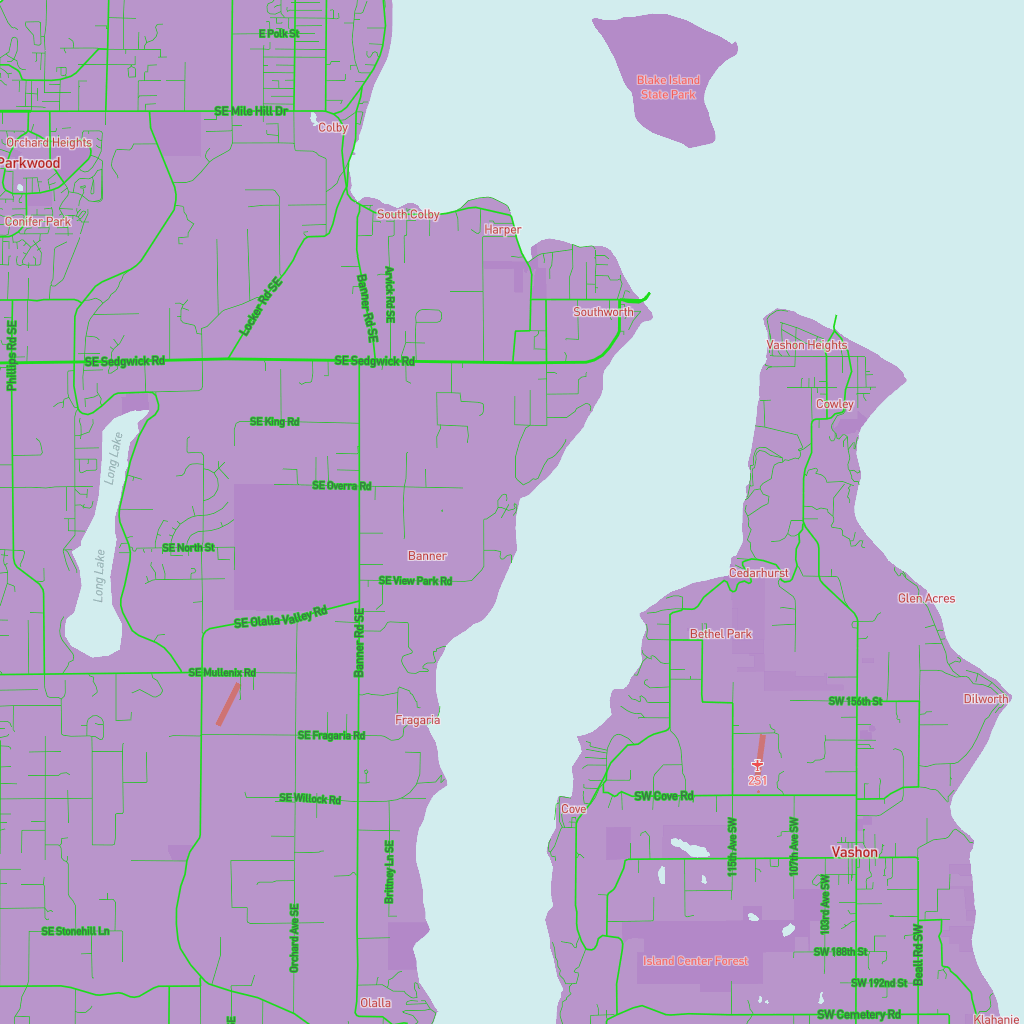 E Polk St
Blake Island
State Park
SE Mile Hill Dr
Colby
Orchard Heights
Parkwood
Conifer Park
South Colby
Harper
Arvick Rd SE
Banner Rd SE
Locker Rd SE
Southworth
Phillips Rd SE
SE Sedgwick Rd
SE Sedgwick Rd
Vashon Heights
Cowley
SE King Rd
Long Lake
SE Overra Rd
SE North St
Banner
Long Lake
SE View Park Rd
Cedarhurst
Glen Acres
SE Olalla Valley Rd
Banner Rd SE
Bethel Park
SE Mullenix Rd
SW 156th St
Dilworth
Fragaria
SE Fragaria Rd
2S1
SE Willock Rd
SW Cove Rd
Cove
115th Ave SW
107th Ave SW
Vashon
Brittney Ln SE
103rd Ave SW
SE Stonehill Ln
Orchard Ave SE
Beall Rd SW
SW 188th St
Island Center Forest
SW 192nd St
Olalla
SW Cemetery Rd
Klahanie
SE